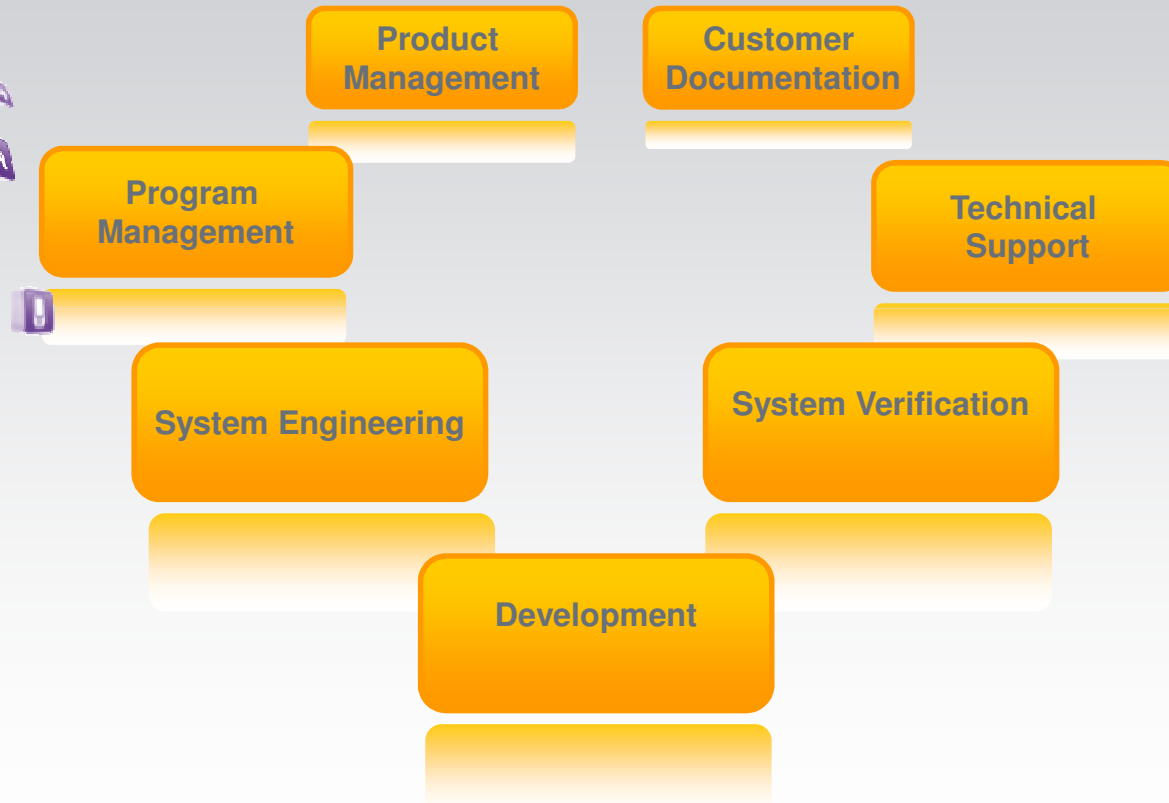 Product
Management
Customer
Documentation
Program
Management
Technical
Support
System Engineering
System Verification
Development